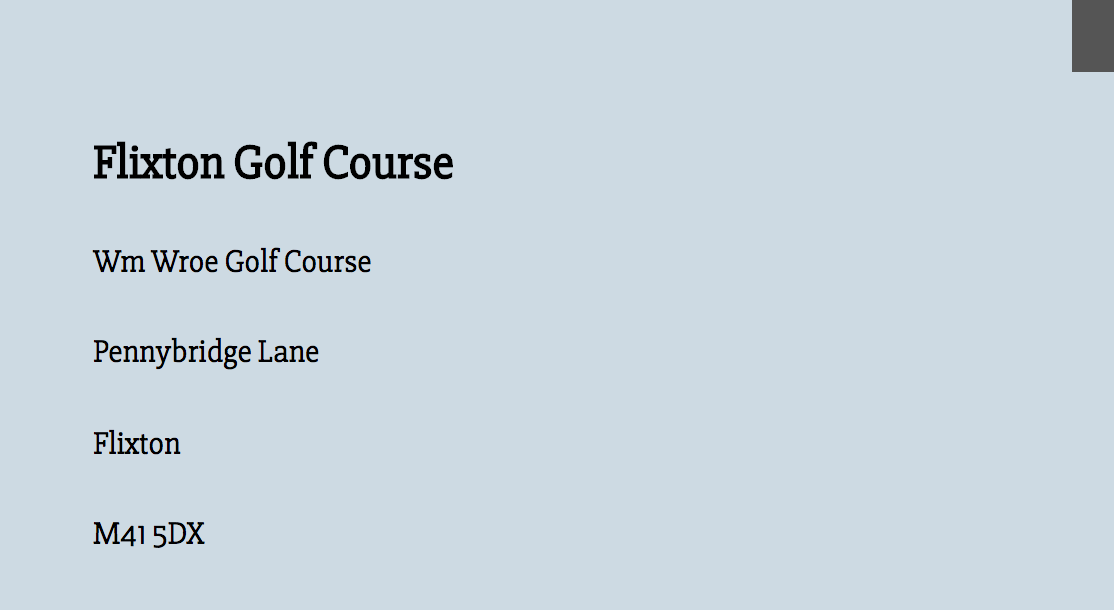 Flixton Golf Course
Wm Wroe Golf Course
Pennybridge Lane
Flixton
M41 5DX